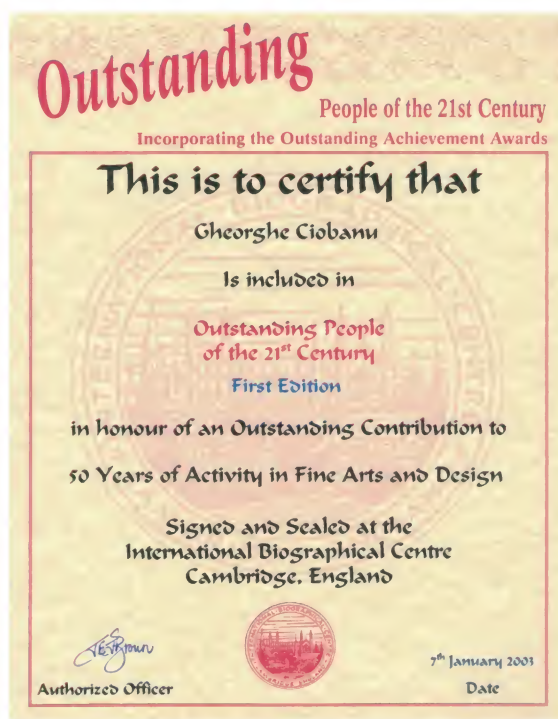 Outstanding
People of the 21st Century
Incorporating the Outstanding Achievement Awards
This is to certify that
Gheorghe Ciobanu
Is included in
Outstanding People
of the 21st Century
First Edition
in honour of an Outstanding Contribution to
50 Years of Activity in Fine Arts and Design
Signed and Sealed at the
International Biographical Centre
Cambridge, England
7th January 2003
Authorized Officer
Date